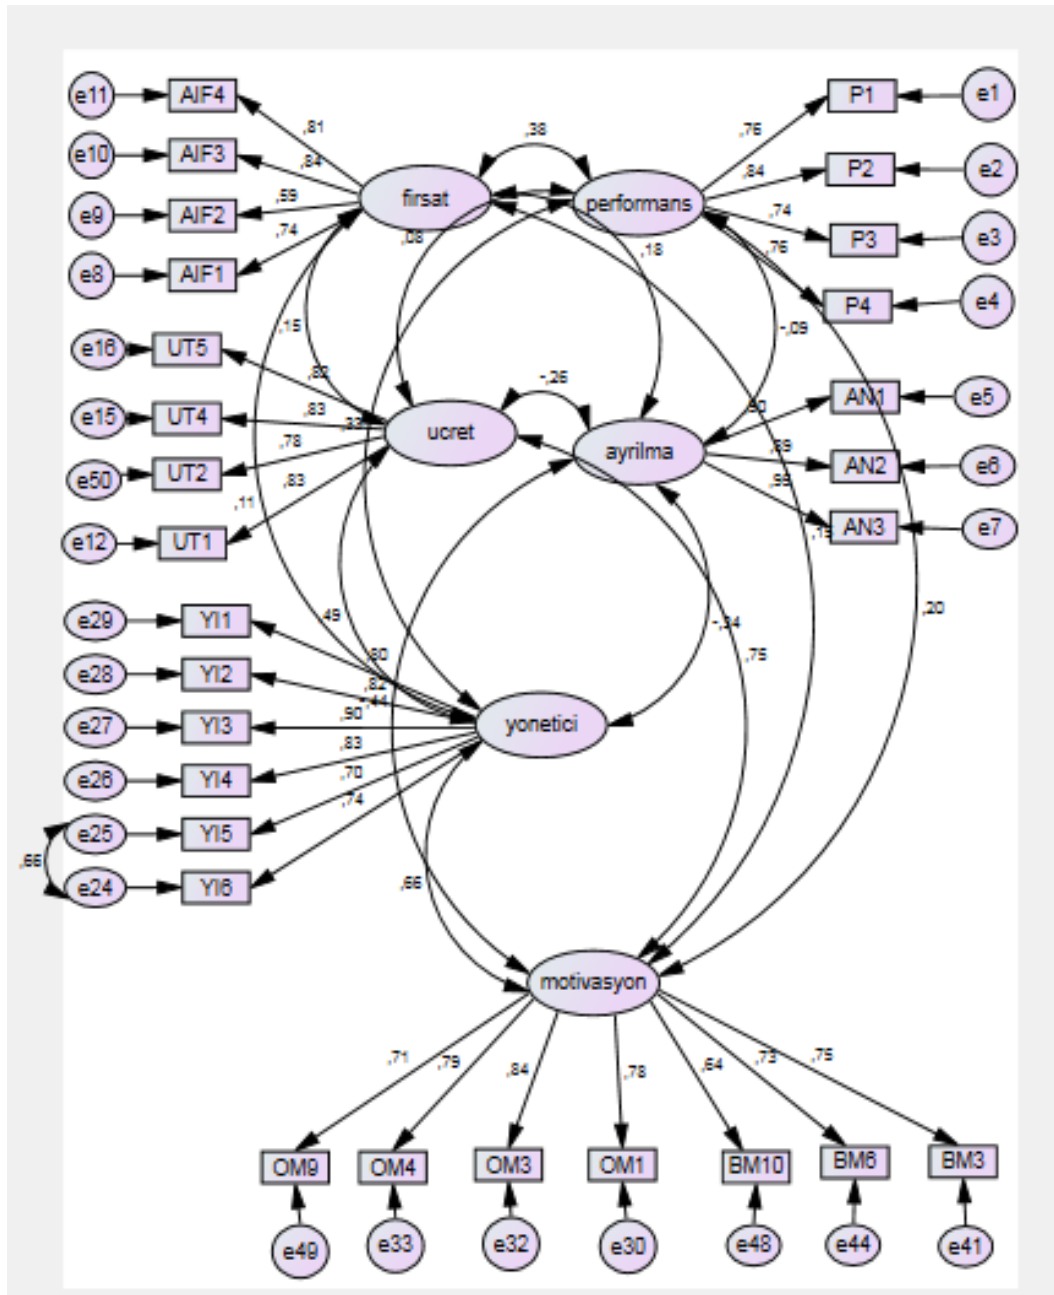 e11 AIF4 P1 e1
,81 ,38 ,76
e10 AIF3 ,84 ,84 P2 e2
firsat performans
e9 AIF2 ,59 ,74 P3 e3
,74 ,08 ,18 ,76
e8 AIF1 P4 e4
,15 -,09
e16 UT5 ,82 -,26
e15 UT4 ,83 AN1 e5
ucret ayrilma
e50 UT2 ,78 ,89 AN2 e6
,11 ,83
e12 UT1 AN3 e7
e29 YI1 ,49 -,34 ,20
,80 ,75
e28 YI2 ,82 -,44
e27 YI3 ,90 yonetici
e26 YI4 ,83
,70
e25 YI5 ,74
,66
e24 YI6 ,66
motivasyon
,71 ,79 ,84 ,78 ,64 ,73 ,75
OM9 OM4 OM3 OM1 BM10 BM6 BM3
e49 e33 e32 e30 e48 e44 e41